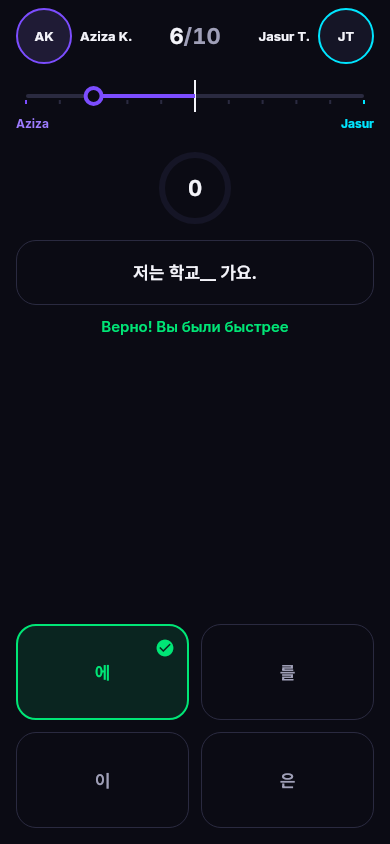 AK Aziza K. 6/10 Jasur T. JT
Aziza Jasur
0
저는 학교__ 가요.
Верно! Вы были быстрее
에 를
이 은